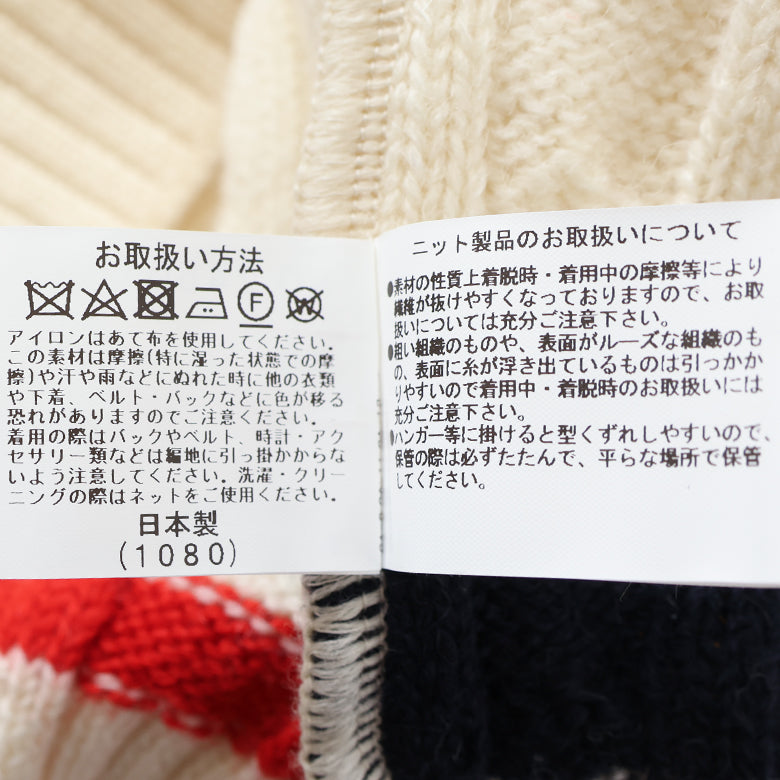 お取扱い方法
F W
アイロンはあて布を使用してください。
この素材は摩擦(特に湿った状態での摩
擦)や汗や雨などにぬれた時に他の衣類
や下着、ベルト・バックなどに色が移る
恐れがありますのでご注意ください。
着用の際はバックやベルト、時計・アク
セサリー類などは編地に引っ掛かからな
いよう注意してください。洗濯・クリー
ニングの際はネットをご使用ください。
日本製
(1080)
ニット製品のお取扱いについて
●素材の性質上着脱時・着用中の摩擦等により
繊維が抜けやすくなっておりますので、お取
扱いについては充分ご注意下さい。
●粗い組織のものや、表面がルーズな組織のも
の、表面に糸が浮き出ているものは引っかか
りやすいので着用中・着脱時のお取扱いには
充分ご注意下さい。
●ハンガー等に掛けると型くずれしやすいので、
保管の際は必ずたたんで、平らな場所で保管
してください。